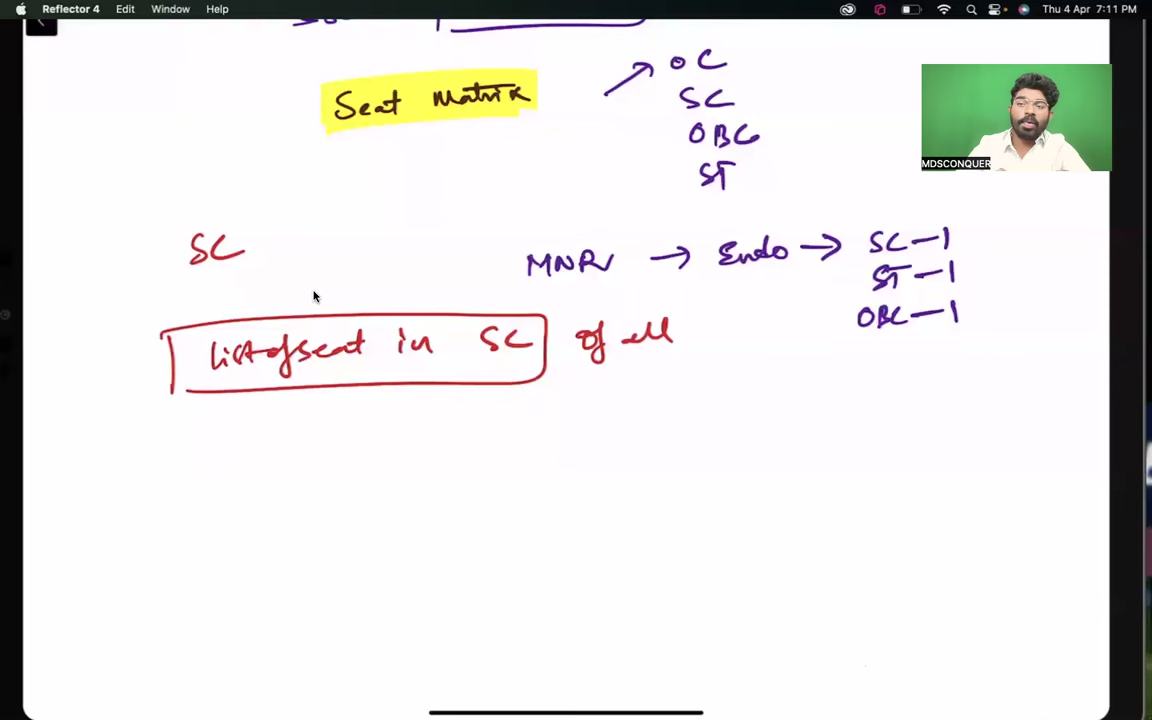 Reflector 4 Edit Window Help Thu 4 Apr 7:11 PM
Seat Matrix
OC
SC
OBC
ST
MDSCONQUER
SC
MNR → Endo → SC-1
ST-1
OBC-1
list of seat in SC of all